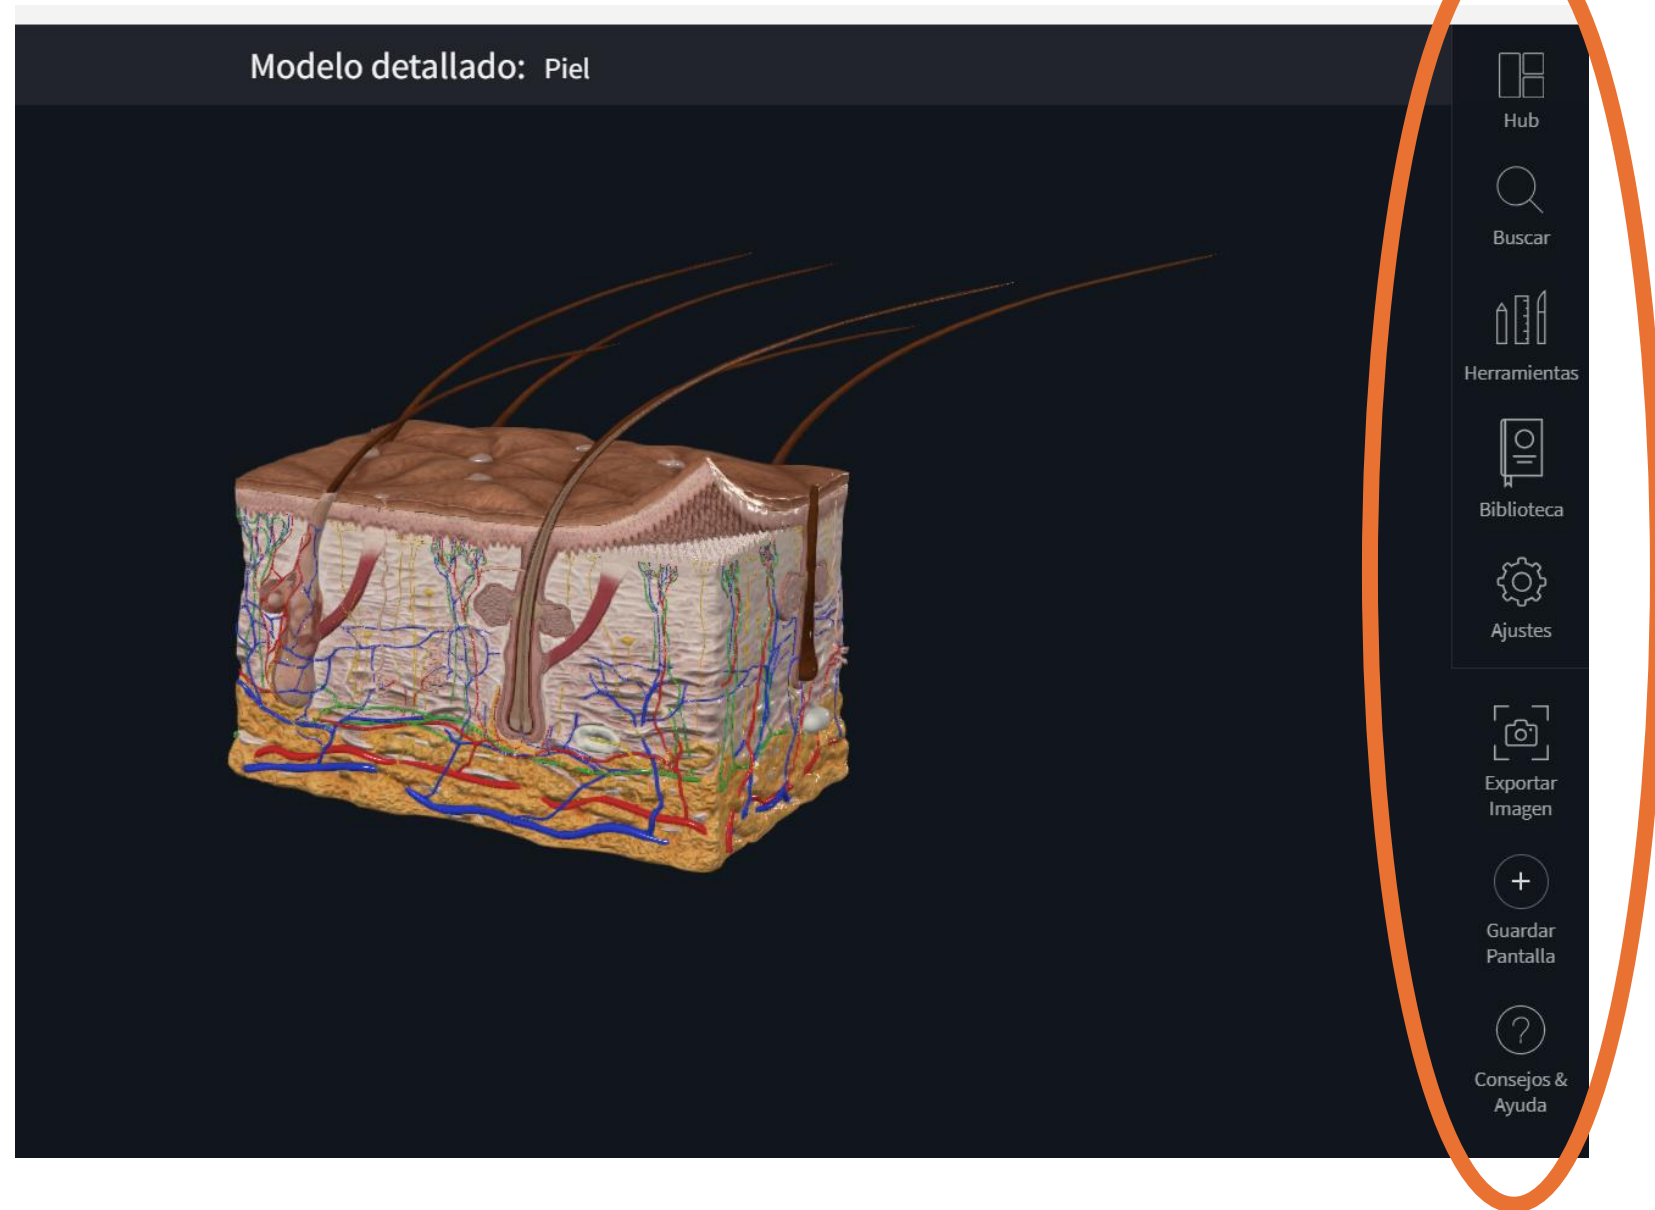 Modelo detallado: Piel
Hub
Buscar
Herramientas
Biblioteca
Ajustes
Exportar
Imagen
Guardar
Pantalla
Consejos &
Ayuda